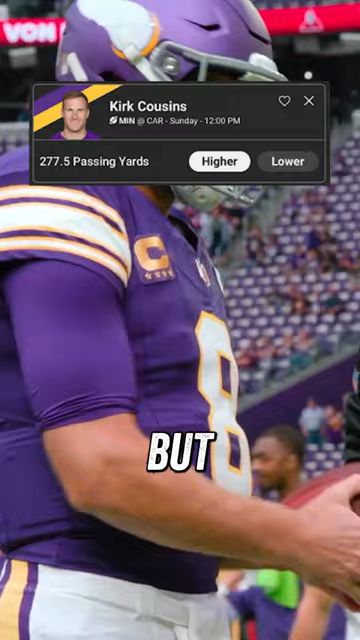 VON
Kirk Cousins
MIN @ CAR - Sunday - 12:00 PM
277.5 Passing Yards
Higher
Lower
C
8
BUT